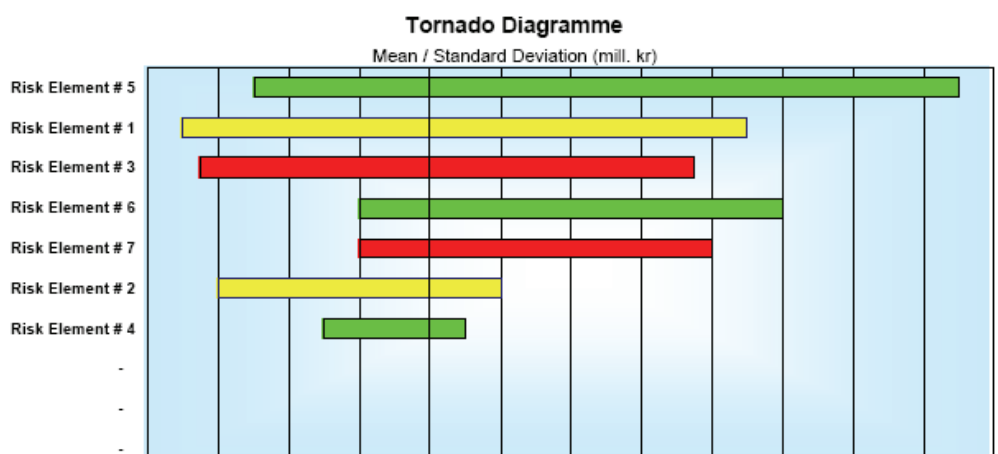 Tornado Diagramme
Mean / Standard Deviation (mill. kr)
Risk Element # 5
Risk Element # 1
Risk Element # 3
Risk Element # 6
Risk Element # 7
Risk Element # 2
Risk Element # 4
-
-
-